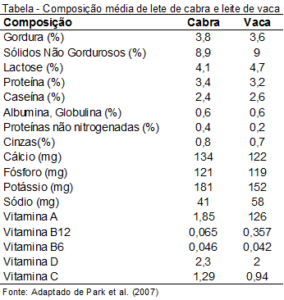 Tabela - Composição média de lete de cabra e leite de vaca
Composição Cabra Vaca
Gordura (%) 3,8 3,6
Sólidos Não Gordurosos (%) 8,9 9
Lactose (%) 4,1 4,7
Proteína (%) 3,4 3,2
Caseína (%) 2,4 2,6
Albumina, Globulina (%) 0,6 0,6
Proteínas não nitrogenadas (%) 0,4 0,2
Cinzas(%) 0,8 0,7
Cálcio (mg) 134 122
Fósforo (mg) 121 119
Potássio (mg) 181 152
Sódio (mg) 41 58
Vitamina A 1,85 126
Vitamina B12 0,065 0,357
Vitamina B6 0,046 0,042
Vitamina D 2,3 2
Vitamina C 1,29 0,94
Fonte: Adaptado de Park et al. (2007)